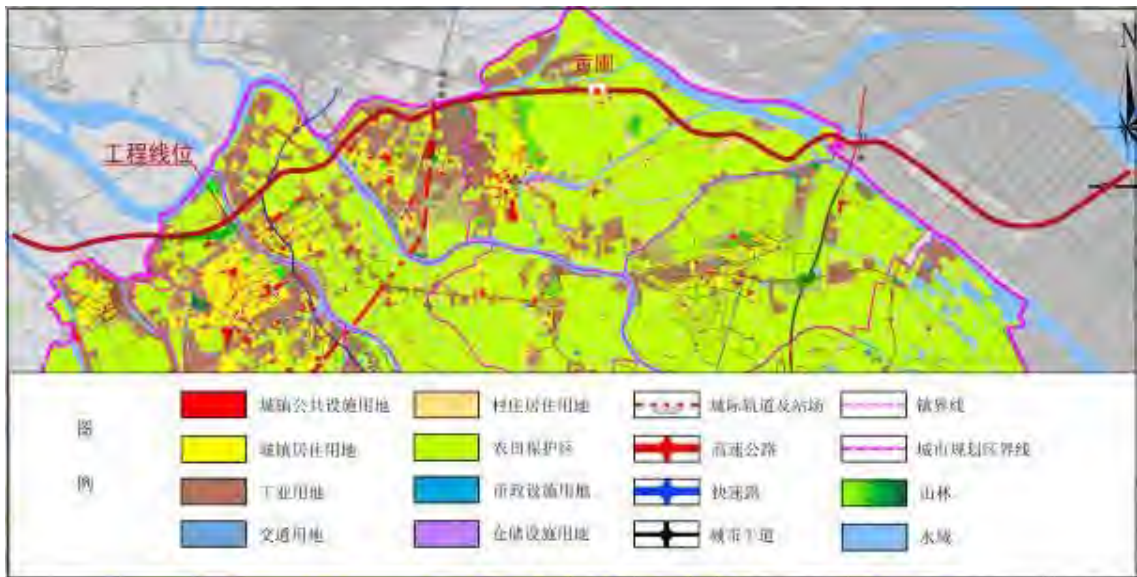 N
黄圃
工程线位
图例
城镇公共设施用地
村庄居住用地
城际轨道及站场
镇界线
城镇居住用地
农田保护区
高速公路
城市规划区界线
工业用地
市政设施用地
快速路
山林
交通用地
仓储设施用地
城市干道
水域